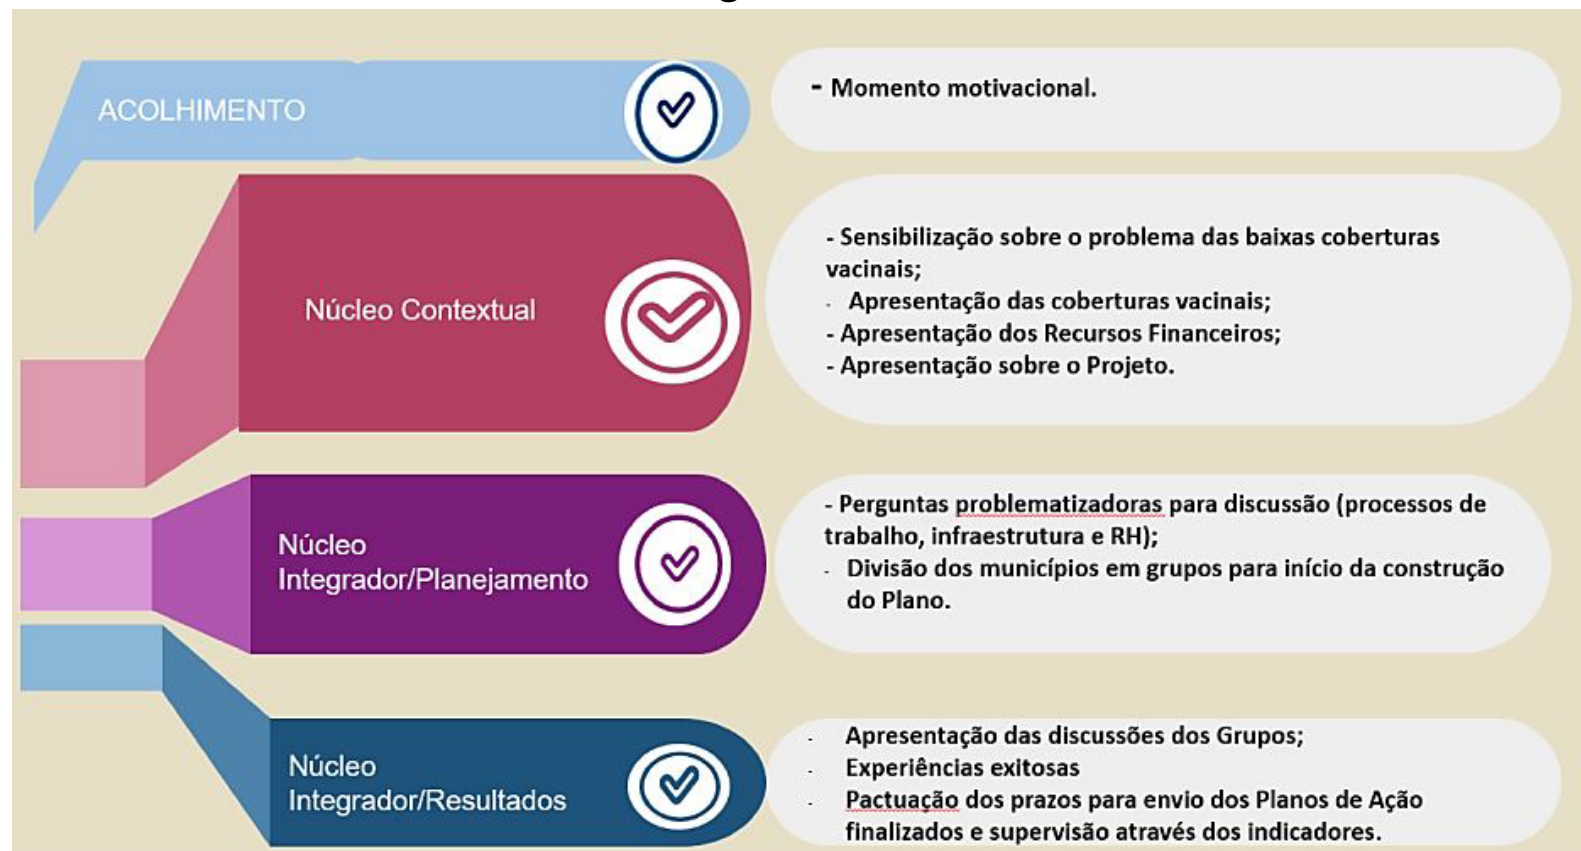 ACOLHIMENTO
- Momento motivacional.
Núcleo Contextual
- Sensibilização sobre o problema das baixas coberturas
vacinais;
- Apresentação das coberturas vacinais;
- Apresentação dos Recursos Financeiros;
- Apresentação sobre o Projeto.
Núcleo
Integrador/Planejamento
- Perguntas problematizadoras para discussão (processos de
trabalho, infraestrutura e RH);
- Divisão dos municípios em grupos para início da construção
do Plano.
Núcleo
Integrador/Resultados
- Apresentação das discussões dos Grupos;
- Experiências exitosas
- Pactuação dos prazos para envio dos Planos de Ação
finalizados e supervisão através dos indicadores.